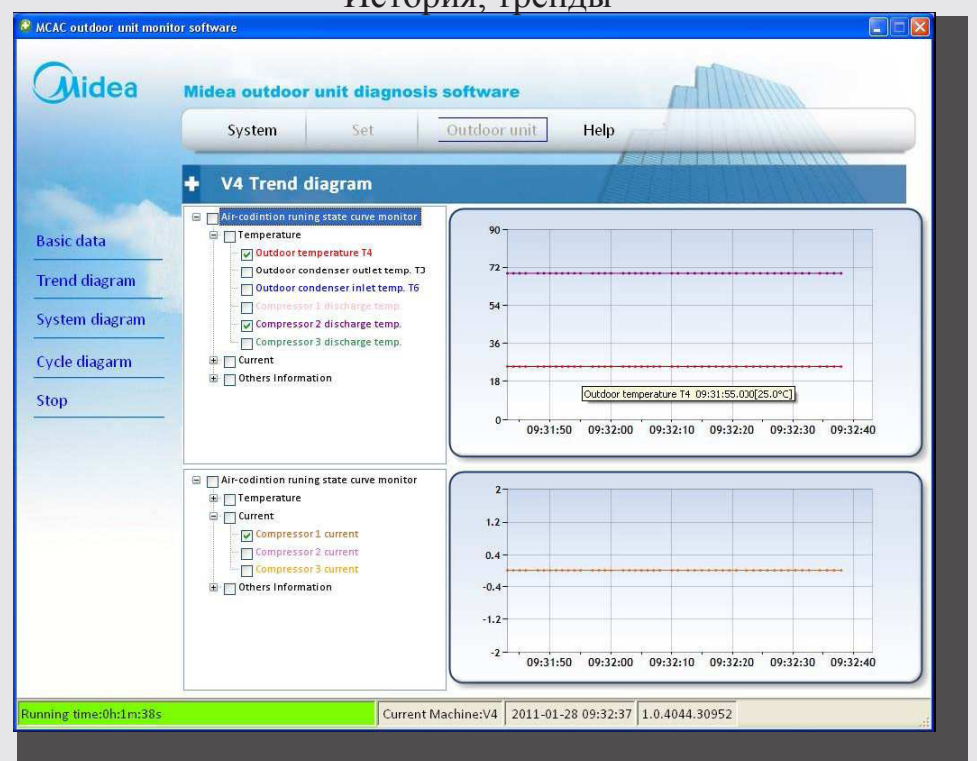 История, тренды
MCAC outdoor unit monitor software
Midea
Midea outdoor unit diagnosis software
System
Set
Outdoor unit
Help
V4 Trend diagram
Basic data
Trend diagram
System diagram
Cycle diagarm
Stop
Air-codintion runing state curve monitor
Temperature
Outdoor temperature T4
Outdoor condenser outlet temp. T3
Outdoor condenser inlet temp. T6
Compressor 1 discharge temp.
Compressor 2 discharge temp.
Compressor 3 discharge temp.
Current
Others Information
90
72
54
36
18
0
Outdoor temperature T4 09:31:55.000[25.0°C]
09:31:50 09:32:00 09:32:10 09:32:20 09:32:30 09:32:40
Air-codintion runing state curve monitor
Temperature
Current
Compressor 1 current
Compressor 2 current
Compressor 3 current
Others Information
2
1.2
0.4
-0.4
-1.2
-2
09:31:50 09:32:00 09:32:10 09:32:20 09:32:30 09:32:40
Running time:0h:1m:38s
Current Machine:V4
2011-01-28 09:32:37
1.0.4044.30952